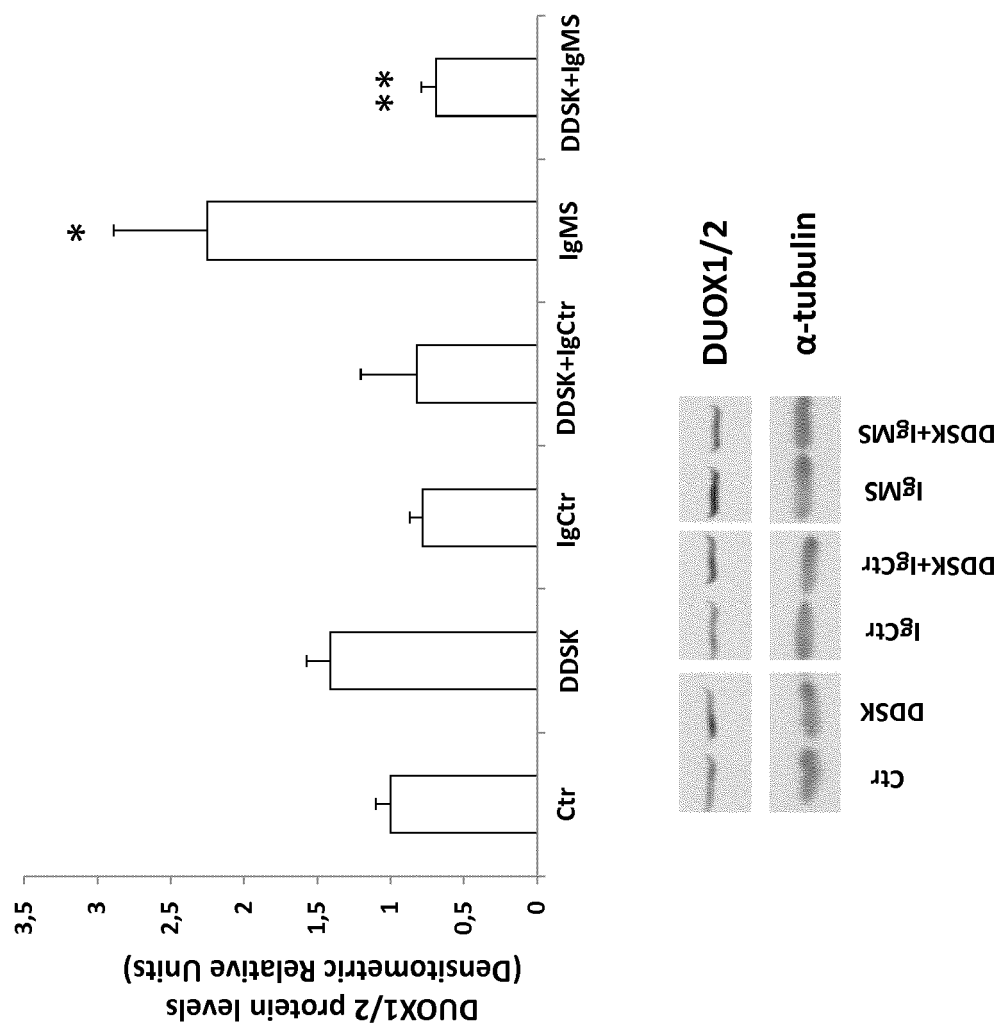 DUOX1/2 protein levels
(Densitometric Relative Units)
3,5
3
2,5
2
1,5
1
0,5
0
*
**
Ctr
DDSK
IgCtr
DDSK+IgCtr
IgMS
DDSK+IgMS
DUOX1/2
α-tubulin
Ctr
DDSK
IgCtr
DDSK+IgCtr
IgMS
DDSK+IgMS